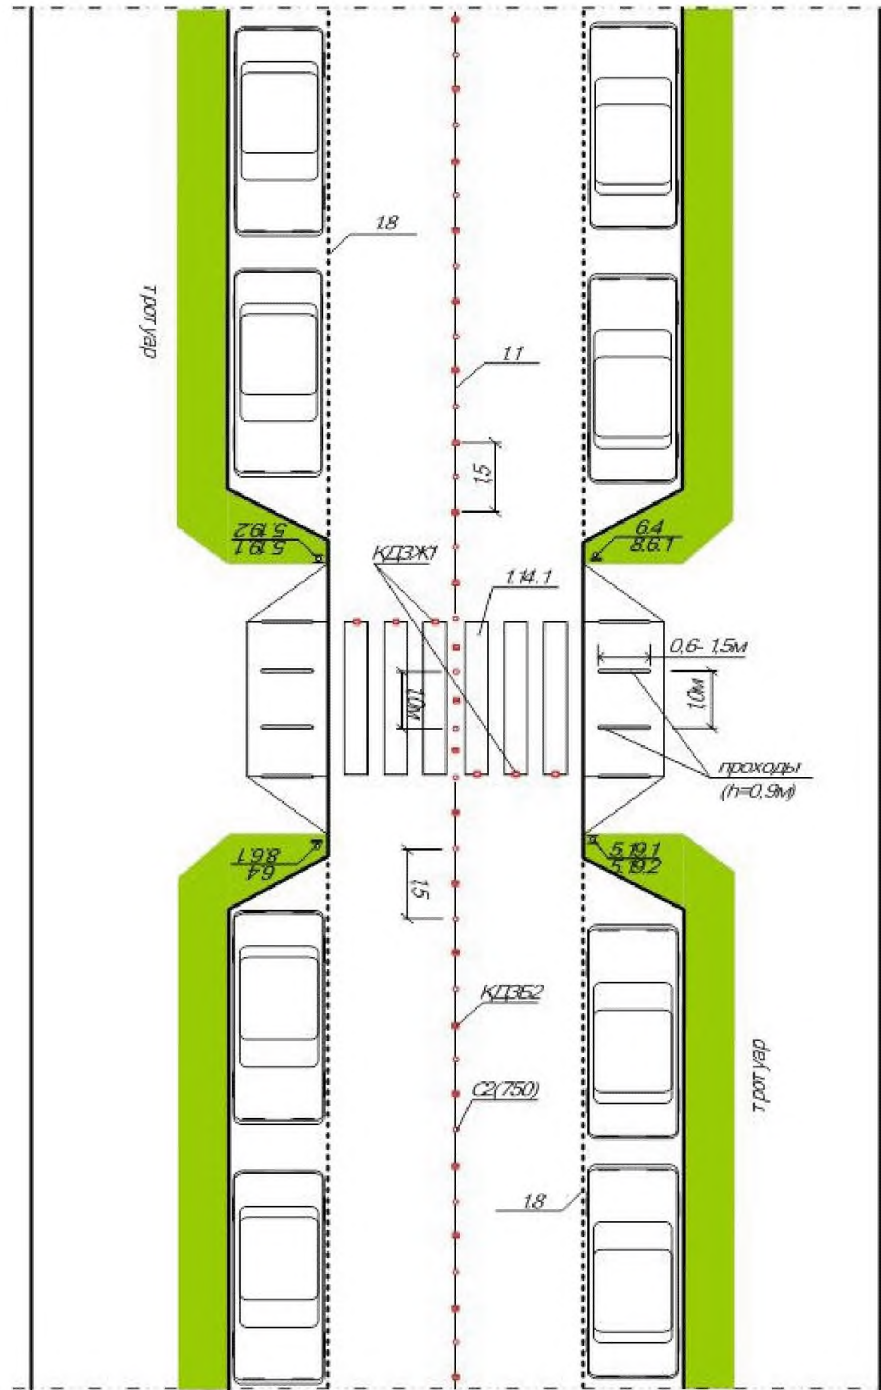 1.8
тротуар
1.1
1,5
5.19.2
5.19.1
6.4
8.6.1
КДЗЖ1
1.14.1
0,6- 1,5м
1,0м
1,0м
проходы
(h=0,9м)
8.6.1
6.4
5.19.1
5.19.2
1,5
КДЗБ2
С2(750)
тротуар
1.8